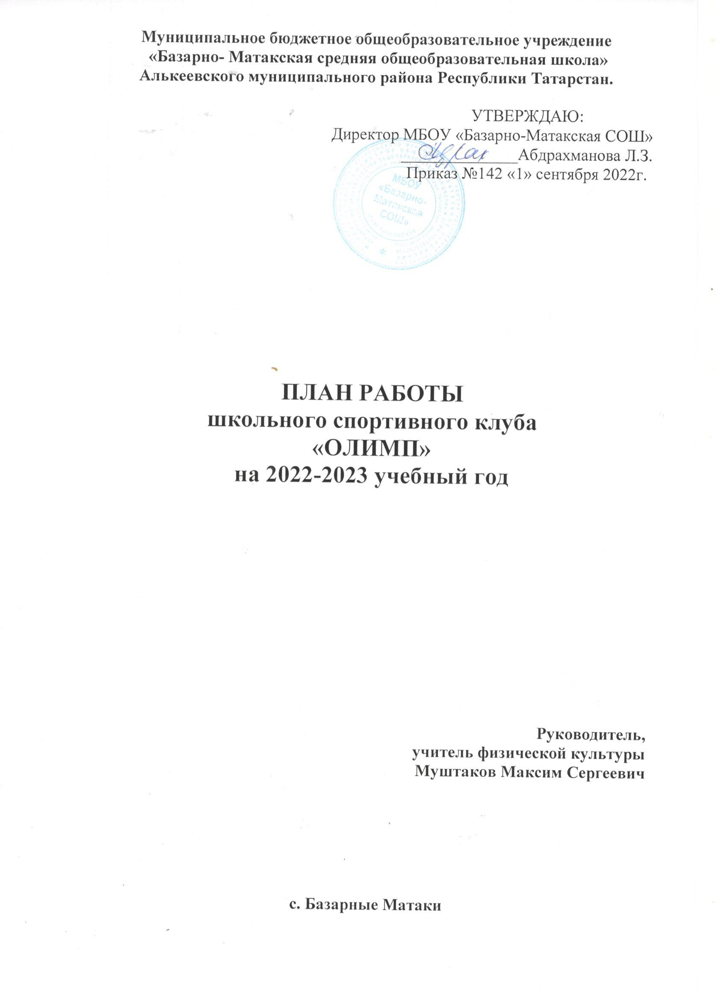 Муниципальное бюджетное общеобразовательное учреждение
«Базарно- Матакская средняя общеобразовательная школа»
Алькеевского муниципального района Республики Татарстан.
УТВЕРЖДАЮ:
Директор МБОУ «Базарно-Матакская СОШ»
Абдрахманова Л.З.
Приказ №142 «1» сентября 2022г.
МБОУ
«Базарно-
Матакская
СОШ»
ПЛАН РАБОТЫ
школьного спортивного клуба
«ОЛИМП»
на 2022-2023 учебный год
Руководитель,
учитель физической культуры
Муштаков Максим Сергеевич
с. Базарные Матаки